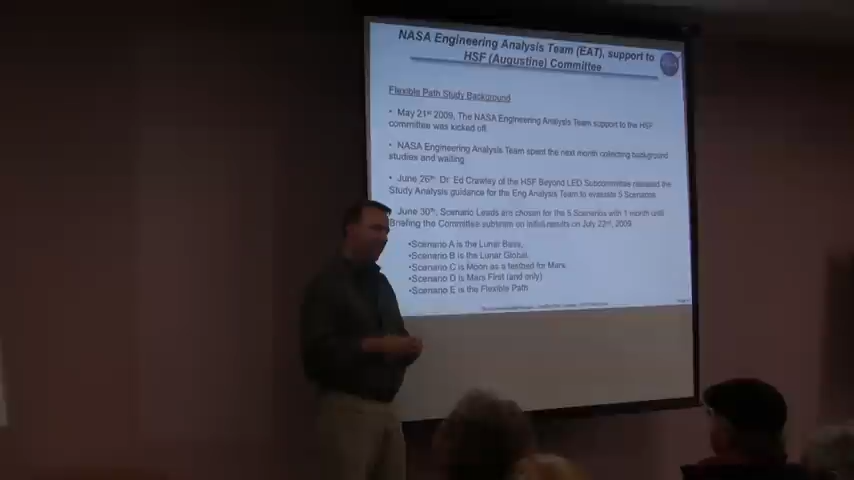 NASA Engineering Analysis Team (EAT), support to
HSF (Augustine) Committee
Flexible Path Study Background
• May 21st 2009, The NASA Engineering Analysis Team support to the HSF
committee was kicked off.
• NASA Engineering Analysis Team spent the next month collecting background
studies and waiting
• June 26th, Dr. Ed Crawley of the HSF Beyond LEO Subcommittee released the
Study Analysis guidance for the Eng Analysis Team to evaluate 5 Scenarios
June 30th, Scenario Leads are chosen for the 5 Scenarios with 1 month until
Briefing the Committee subteam on initial results on July 22nd, 2009
•Scenario A is the Lunar Base,
•Scenario B is the Lunar Global,
•Scenario C is Moon as a testbed for Mars,
•Scenario D is Mars First (and only)
•Scenario E is the Flexible Path